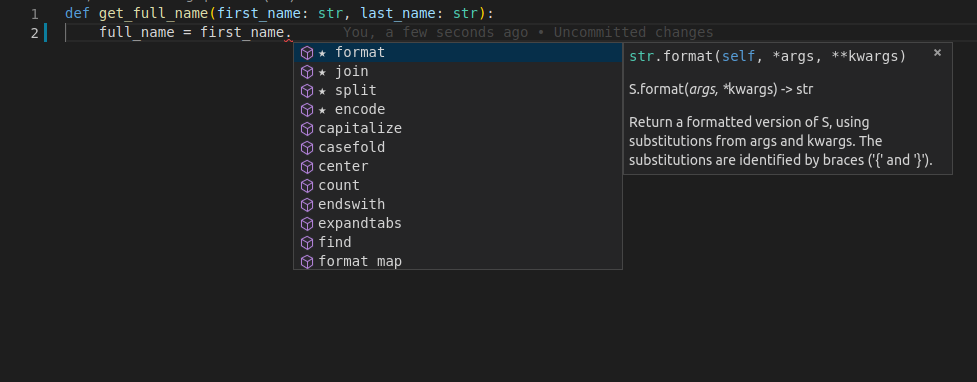 1 def get_full_name(first_name: str, last_name: str):
2 full_name = first_name. You, a few seconds ago • Uncommitted changes
★ format
★ join
★ split
★ encode
capitalize
casefold
center
count
endswith
expandtabs
find
format_map
str.format(self, *args, **kwargs) ×
S.format(args, *kwargs) -> str
Return a formatted version of S, using
substitutions from args and kwargs. The
substitutions are identified by braces ('{' and '}').